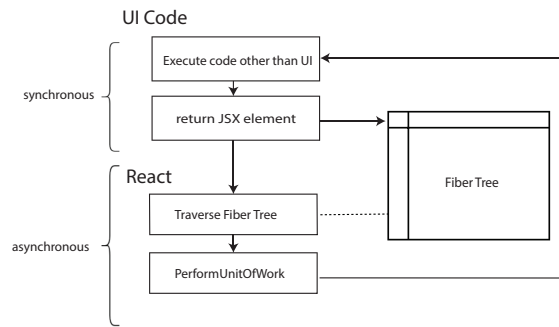 UI Code
Execute code other than UI
synchronous
return JSX element
React
Fiber Tree
Traverse Fiber Tree
asynchronous
PerformUnitOfWork